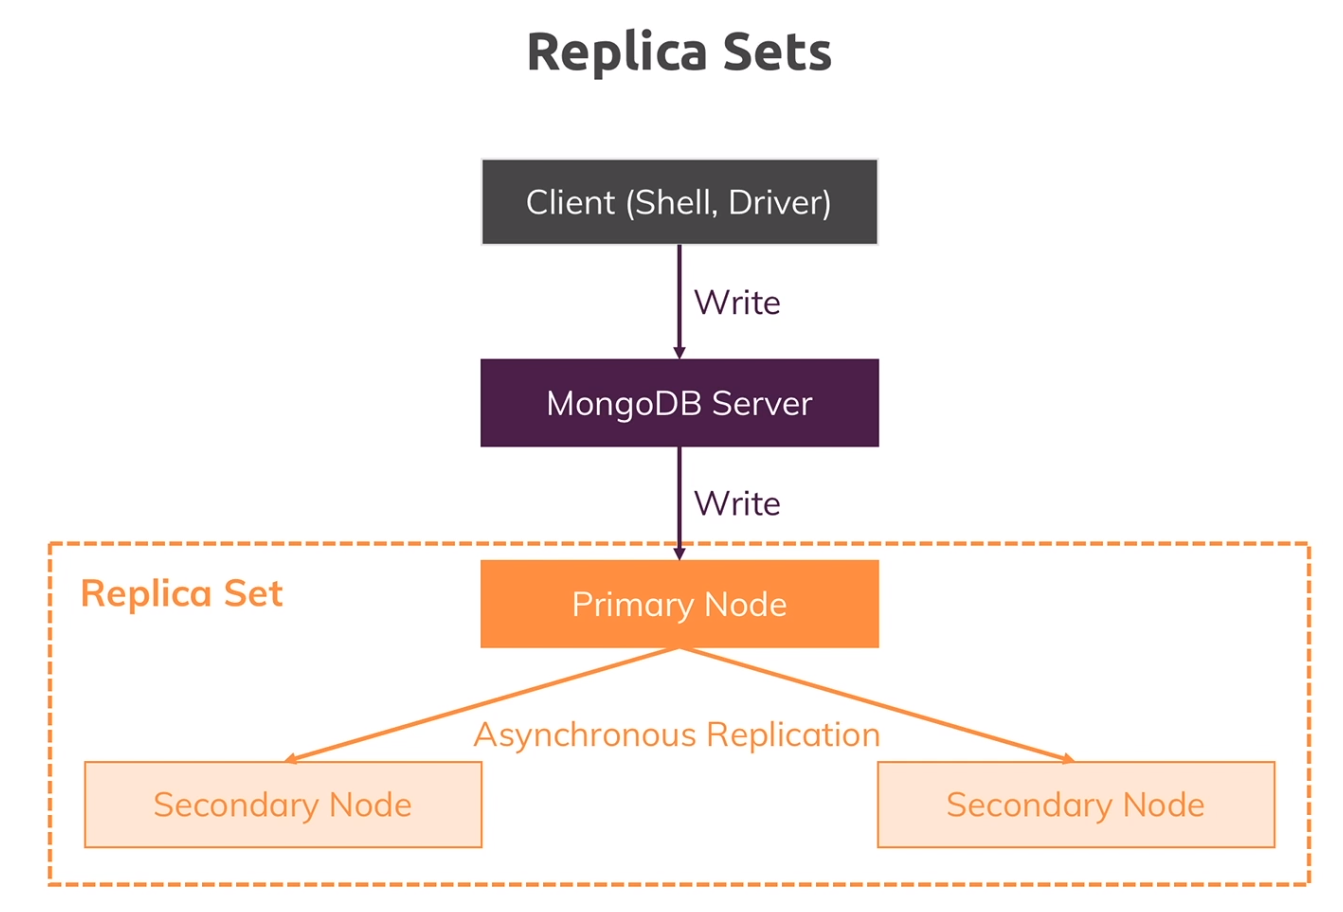 Replica Sets
Client (Shell, Driver)
Write
MongoDB Server
Write
Replica Set
Primary Node
Asynchronous Replication
Secondary Node
Secondary Node